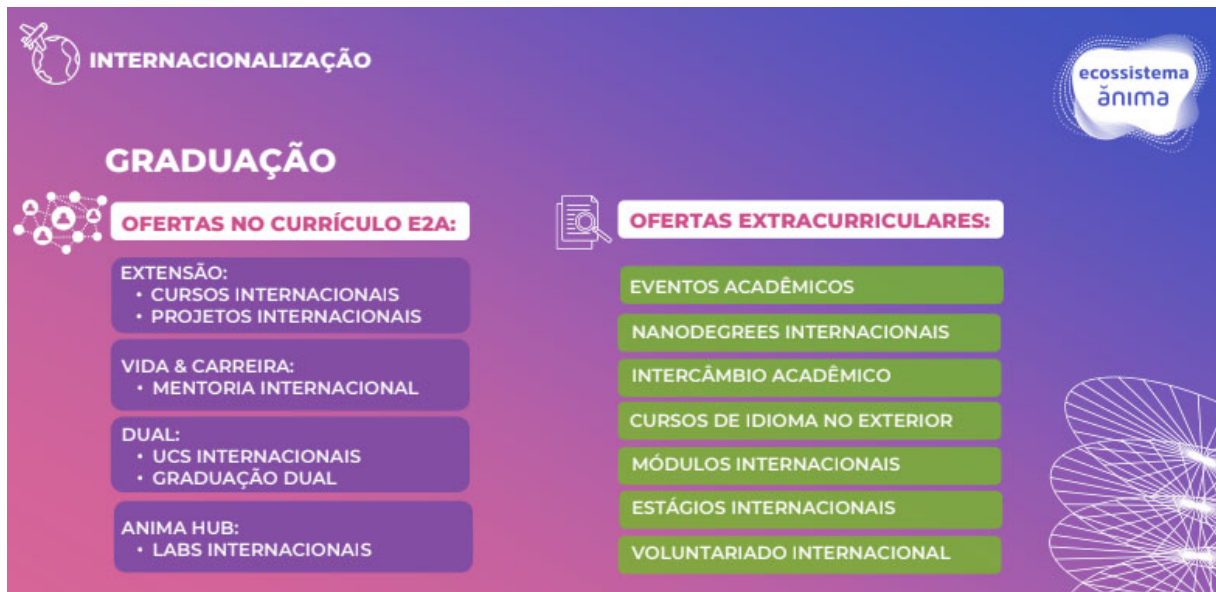 INTERNACIONALIZAÇÃO
ecossistema
ănıma
GRADUAÇÃO
OFERTAS NO CURRÍCULO E2A:
EXTENSÃO:
• CURSOS INTERNACIONAIS
• PROJETOS INTERNACIONAIS
VIDA & CARREIRA:
• MENTORIA INTERNACIONAL
DUAL:
• UCS INTERNACIONAIS
• GRADUAÇÃO DUAL
ANIMA HUB:
• LABS INTERNACIONAIS
OFERTAS EXTRACURRICULARES:
EVENTOS ACADÊMICOS
NANODEGREES INTERNACIONAIS
INTERCÂMBIO ACADÊMICO
CURSOS DE IDIOMA NO EXTERIOR
MÓDULOS INTERNACIONAIS
ESTÁGIOS INTERNACIONAIS
VOLUNTARIADO INTERNACIONAL